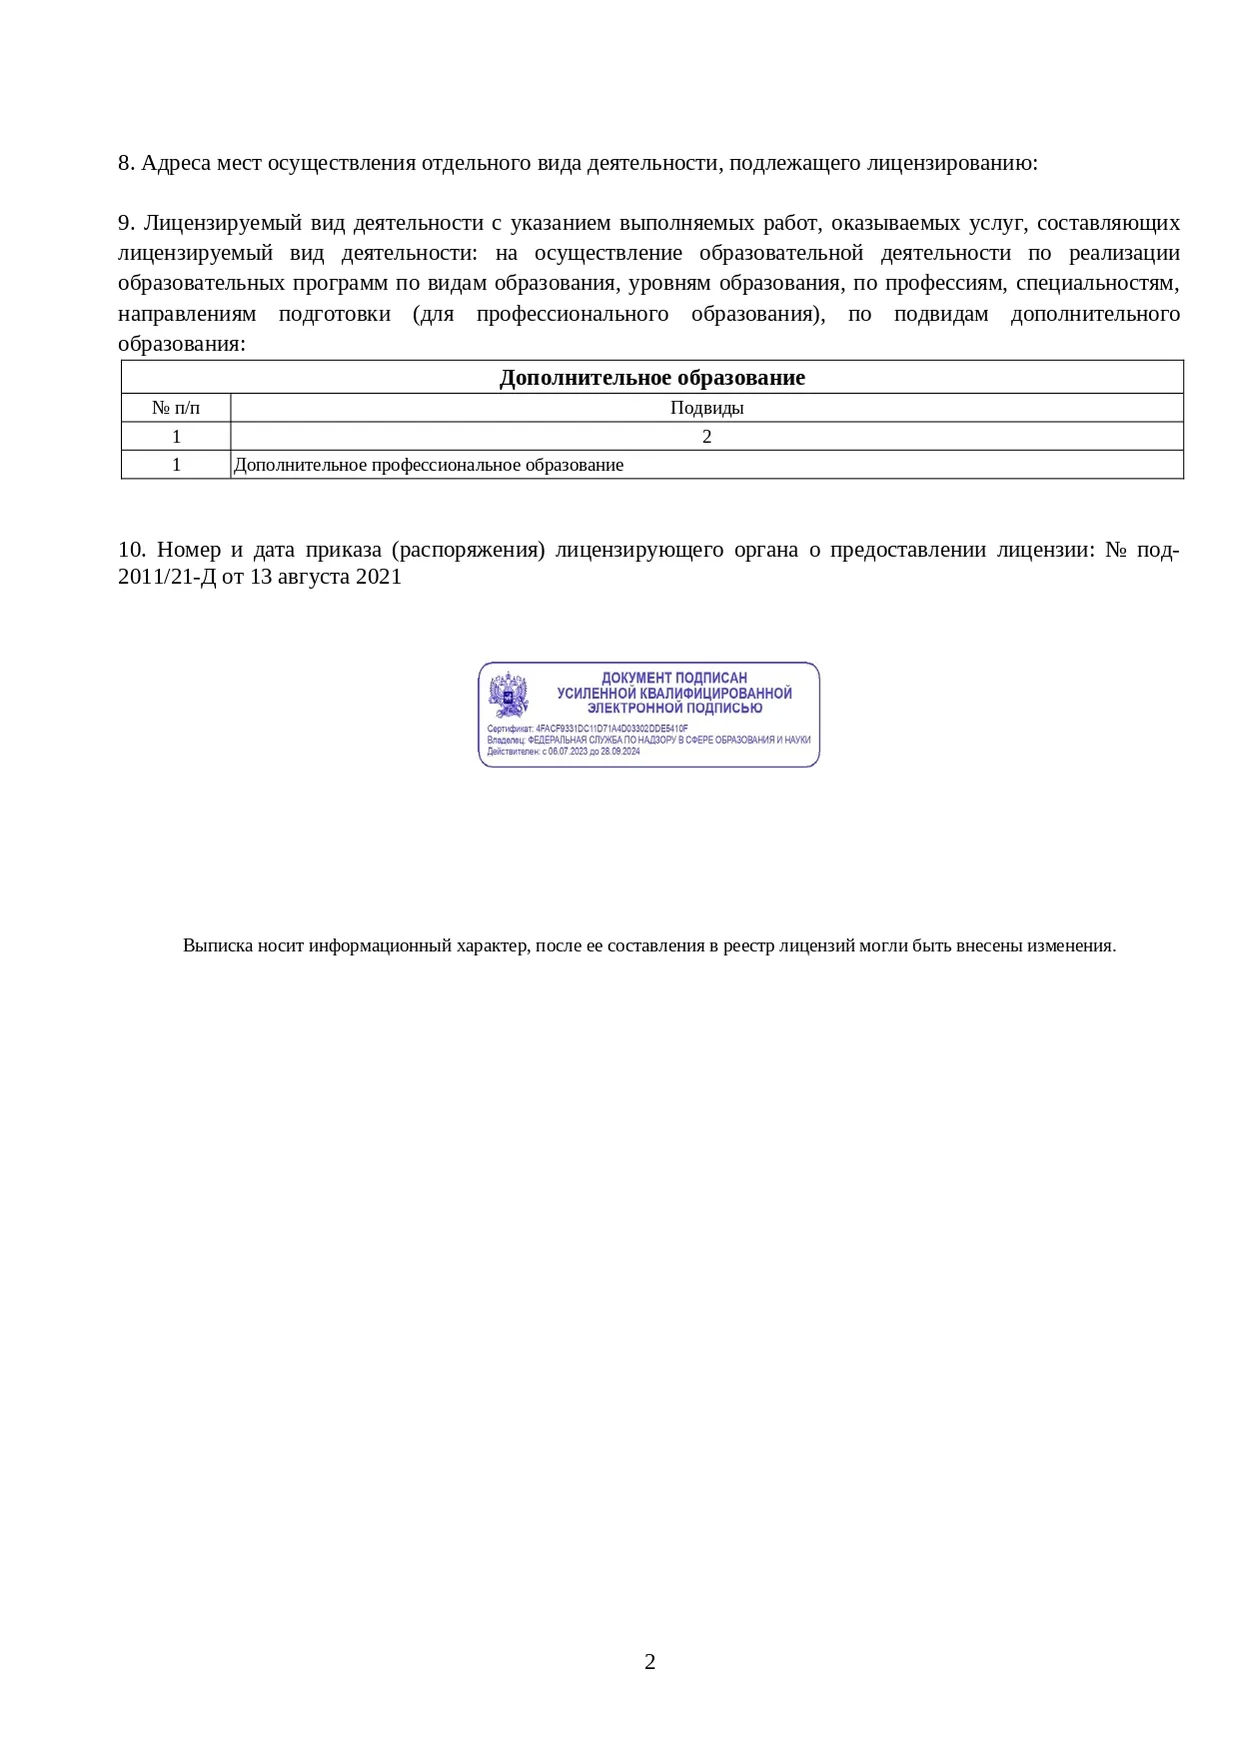 8. Адреса мест осуществления отдельного вида деятельности, подлежащего лицензированию:
9. Лицензируемый вид деятельности с указанием выполняемых работ, оказываемых услуг, составляющих
лицензируемый вид деятельности: на осуществление образовательной деятельности по реализации
образовательных программ по видам образования, уровням образования, по профессиям, специальностям,
направлениям подготовки (для профессионального образования), по подвидам дополнительного
образования:
Дополнительное образование
№ п/п Подвиды
1 2
1 Дополнительное профессиональное образование
10. Номер и дата приказа (распоряжения) лицензирующего органа о предоставлении лицензии: № под-
2011/21-Д от 13 августа 2021
ДОКУМЕНТ ПОДПИСАН
УСИЛЕННОЙ КВАЛИФИЦИРОВАННОЙ
ЭЛЕКТРОННОЙ ПОДПИСЬЮ
Сертификат: 4FACF9331DC11D71A4D03302DDE5410F
Владелец: ФЕДЕРАЛЬНАЯ СЛУЖБА ПО НАДЗОРУ В СФЕРЕ ОБРАЗОВАНИЯ И НАУКИ
Действителен: с 06.07.2023 до 28.09.2024
Выписка носит информационный характер, после ее составления в реестр лицензий могли быть внесены изменения.
2